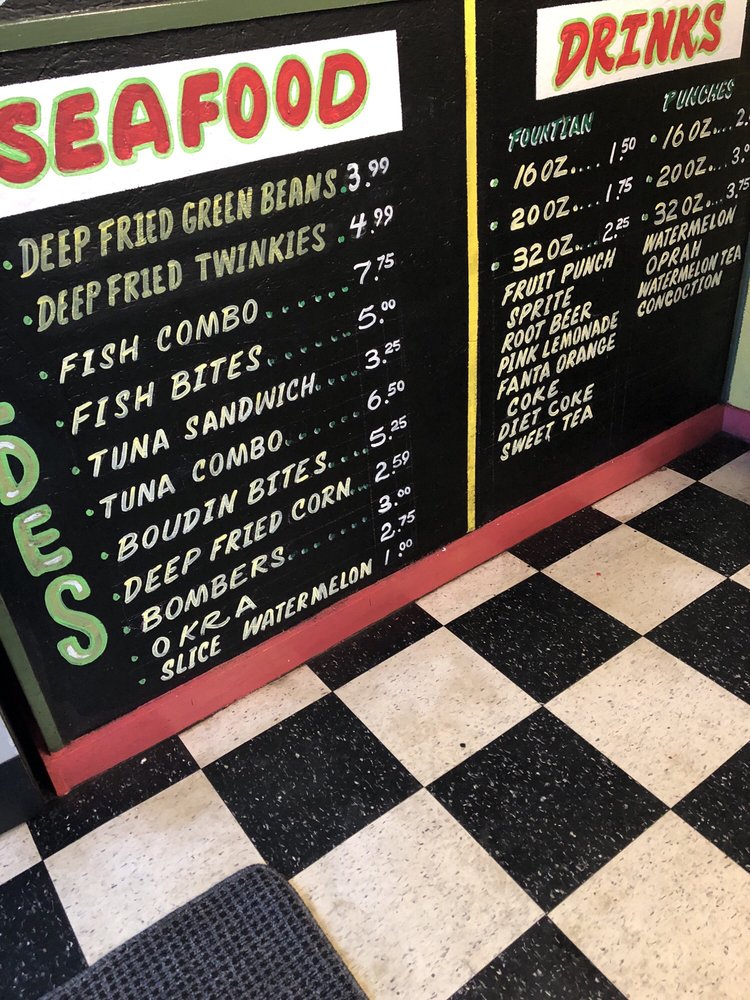 SEAFOOD
DEEP FRIED GREEN BEANS. 3.99
DEEP FRIED TWINKIES . 4.99
FISH COMBO....... 7.75
FISH BITES....... 5.00
TUNA SANDWICH.... 3.25
TUNA COMBO...... 6.50
BOUDIN BITES.... 5.25
DEEP FRIED CORN... 2.59
BOMBERS....... 3.00
OKRA 2.75
SLICE WATERMELON 1.00
DES
DRINKS
FOUNTIAN
16 OZ.... 1.50
20 OZ.... 1.75
32 OZ... 2.25
FRUIT PUNCH
SPRITE
ROOT BEER
PINK LEMONADE
FANTA ORANGE
COKE
DIET COKE
SWEET TEA
PUNCHES
16 OZ.... 2.
20 OZ... 3.
32 OZ... 3.75
WATERMELON
OPRAH
WATERMELON TEA
CONCOCTION